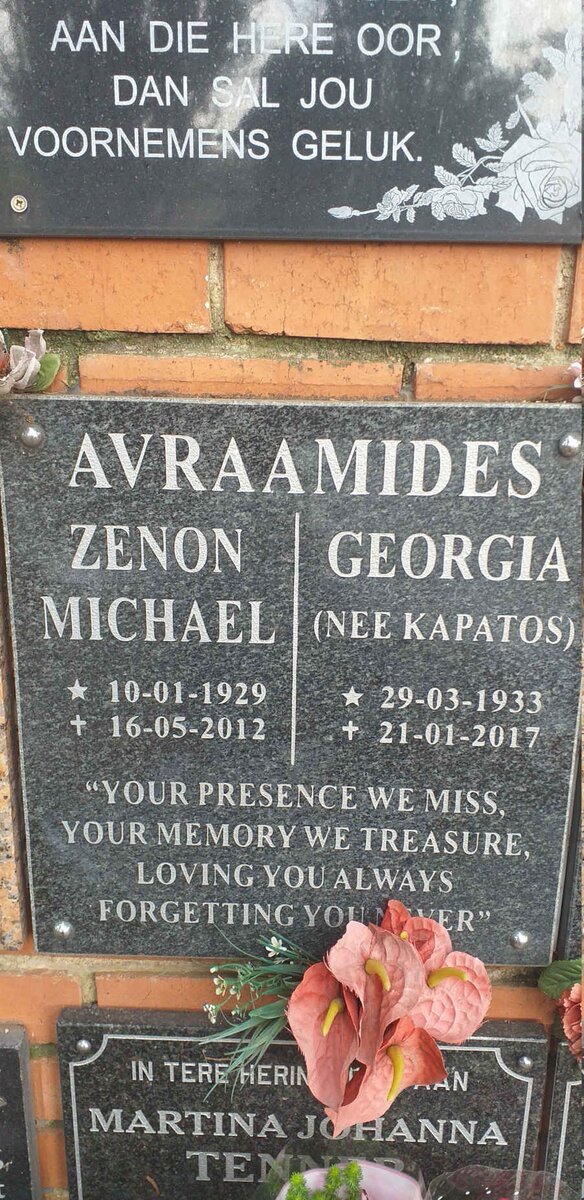 AAN DIE HERE OOR,
DAN SAL JOU
VOORNEMENS GELUK.
AVRAAMIDES
ZENON
MICHAEL
★ 10-01-1929
✝ 16-05-2012
GEORGIA
(NEE KAPATOS)
★ 29-03-1933
✝ 21-01-2017
"YOUR PRESENCE WE MISS,
YOUR MEMORY WE TREASURE,
LOVING YOU ALWAYS
FORGETTING YOU NEVER"
IN TERE
MARTINA JOHANNA